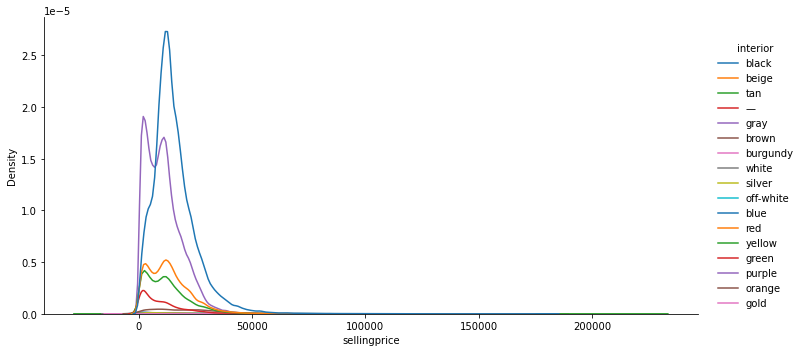 1e−5
2.5
2.0
1.5
1.0
0.5
0.0
Density
0
50000
100000
150000
200000
sellingprice
interior
black
beige
tan
—
gray
brown
burgundy
white
silver
off-white
blue
red
yellow
green
purple
orange
gold